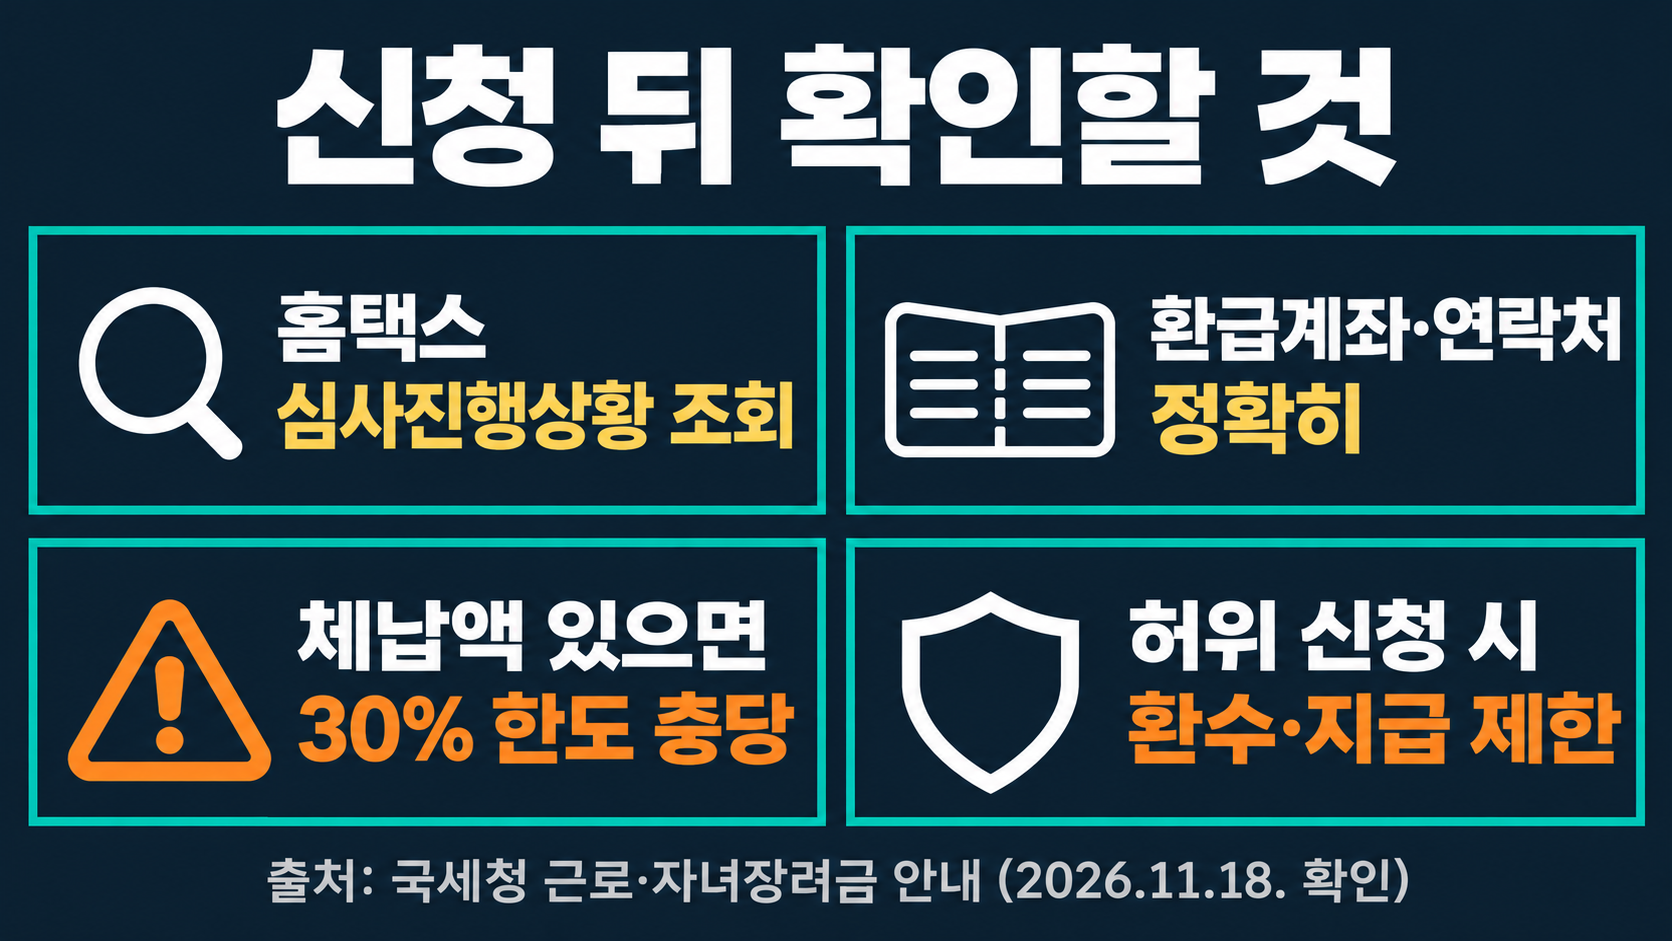 신청 뒤 확인할 것
홈택스
심사진행상황 조회
환급계좌·연락처
정확히
체납액 있으면
30% 한도 충당
허위 신청 시
환수·지급 제한
출처: 국세청 근로·자녀장려금 안내 (2026.11.18. 확인)